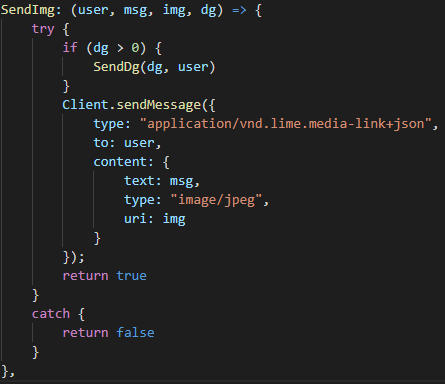 SendImg: (user, msg, img, dg) => {
    try {
        if (dg > 0) {
            SendDg(dg, user)
        }
        Client.sendMessage({
            type: "application/vnd.lime.media-link+json",
            to: user,
            content: {
                text: msg,
                type: "image/jpeg",
                uri: img
            }
        });
        return true
    }
    catch {
        return false
    }
},